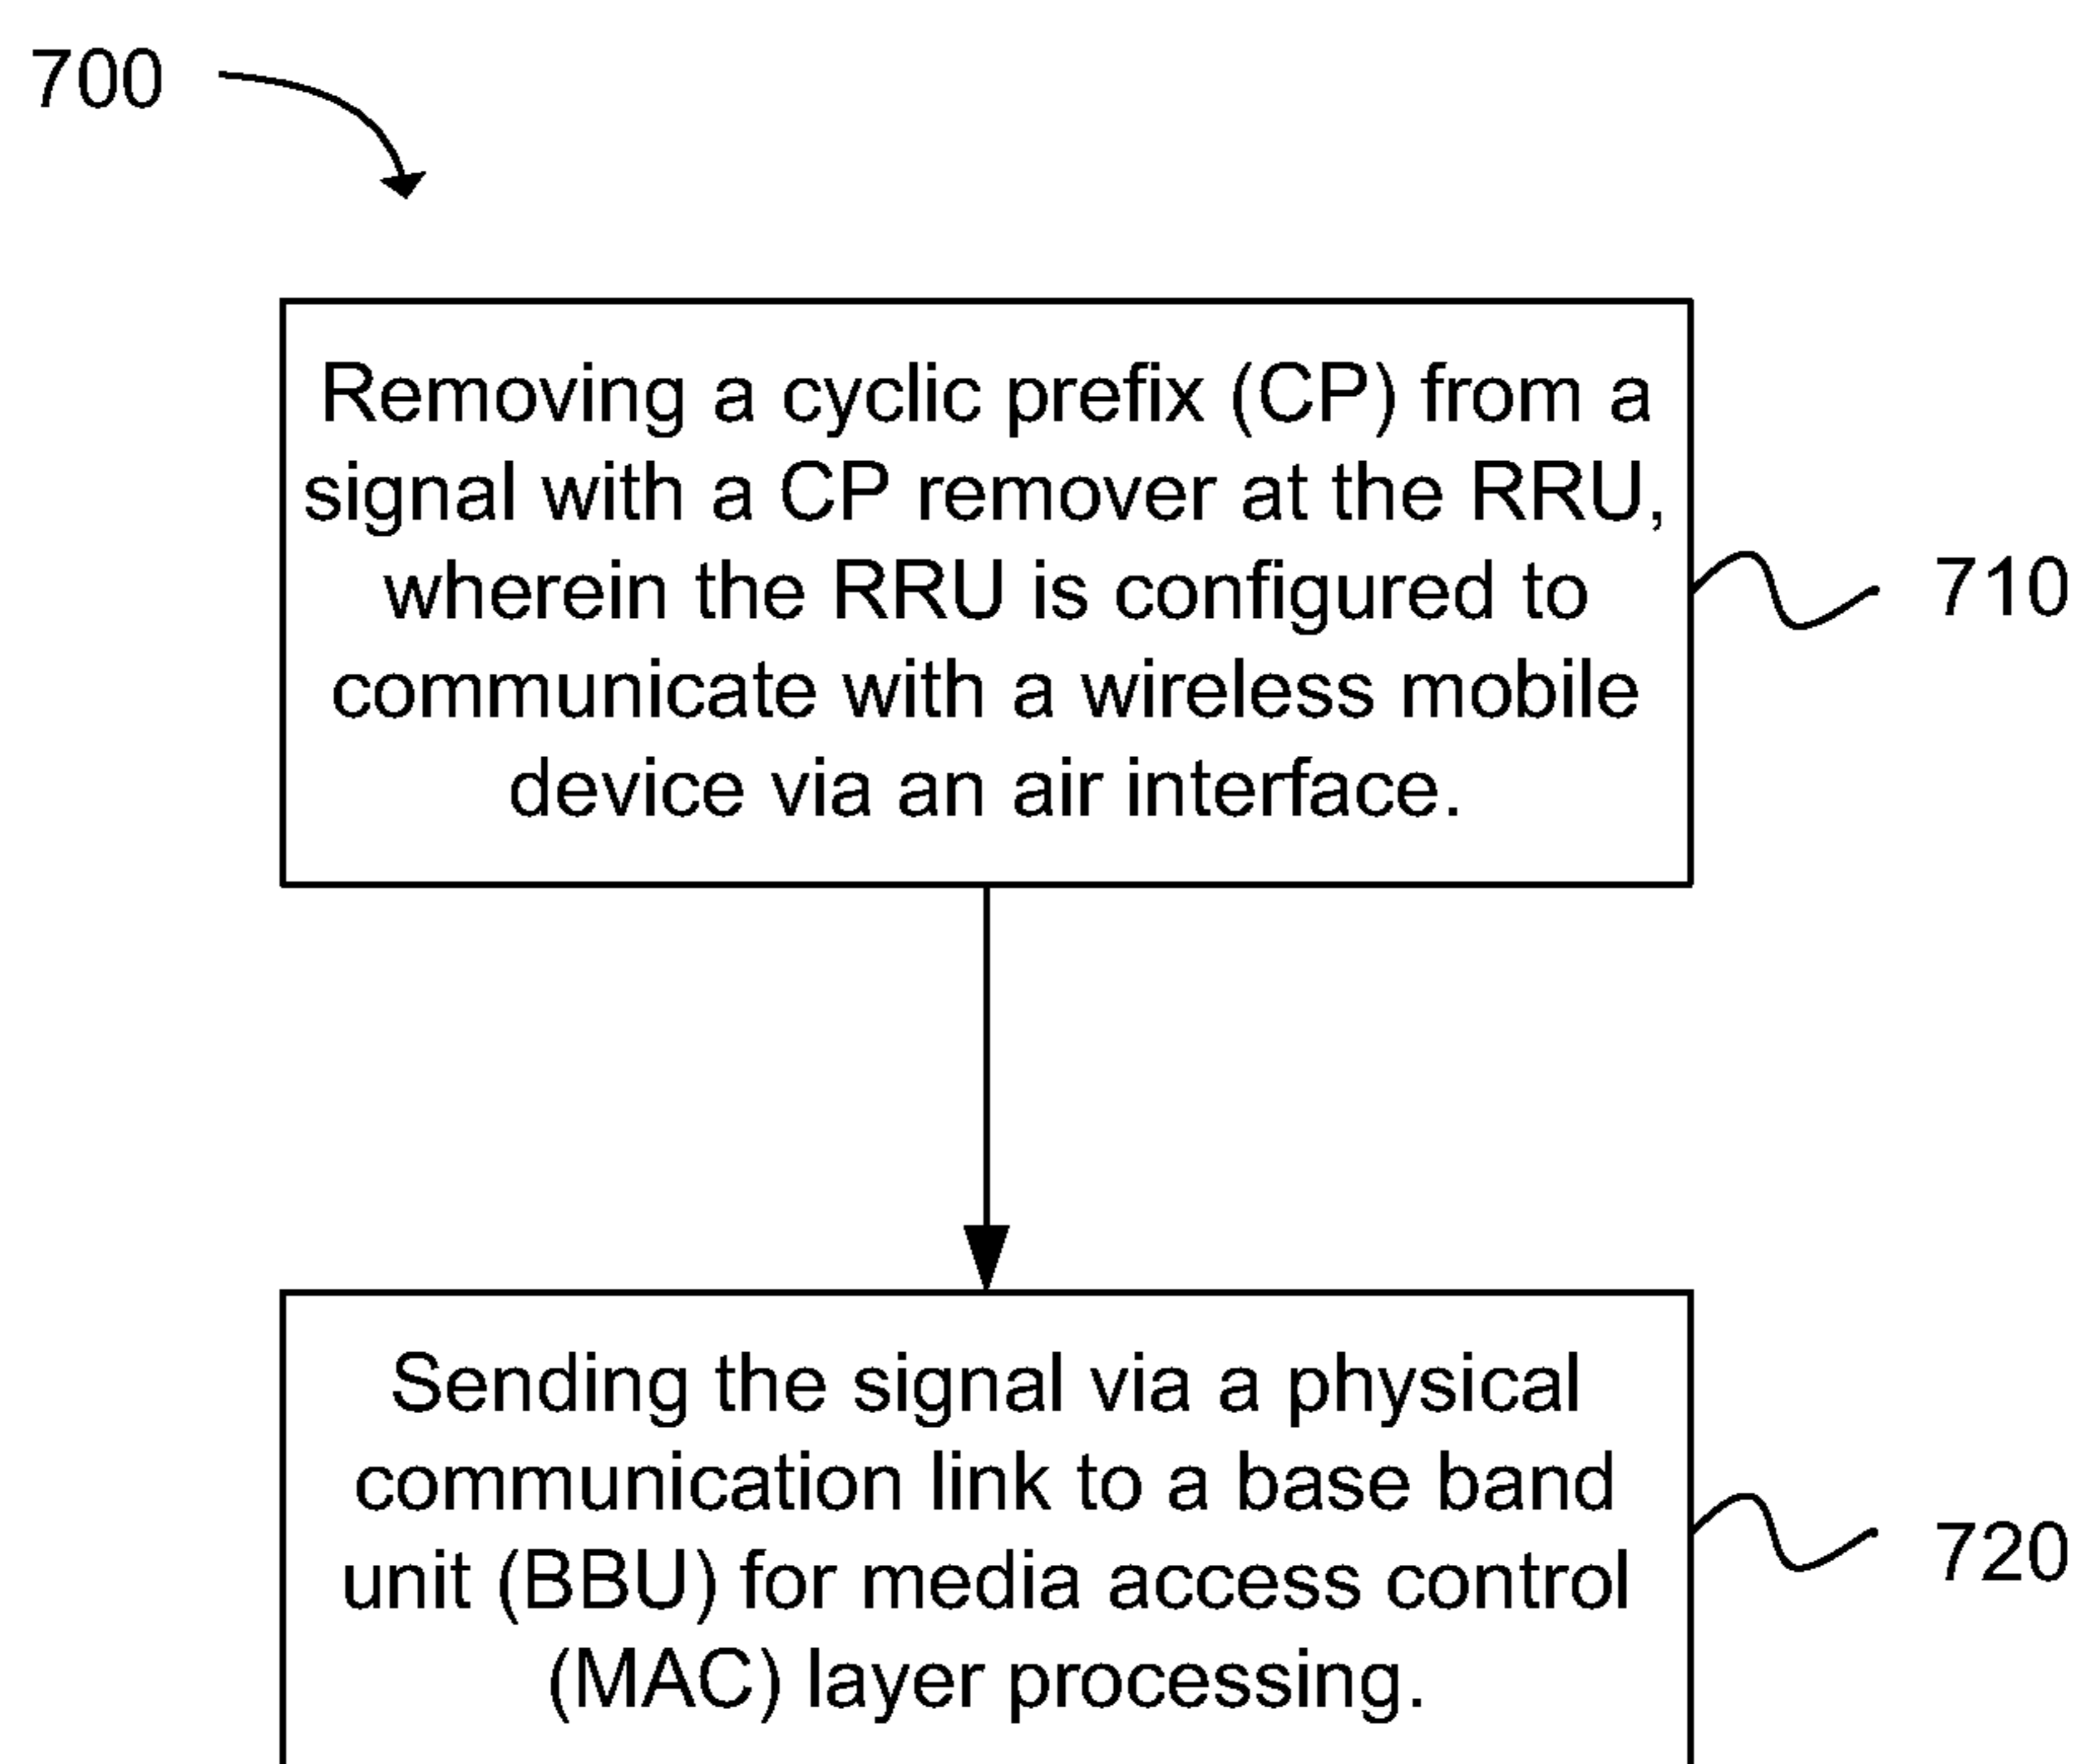 700
Removing a cyclic prefix (CP) from a
signal with a CP remover at the RRU,
wherein the RRU is configured to
communicate with a wireless mobile
device via an air interface.
710
Sending the signal via a physical
communication link to a base band
unit (BBU) for media access control
(MAC) layer processing.
720